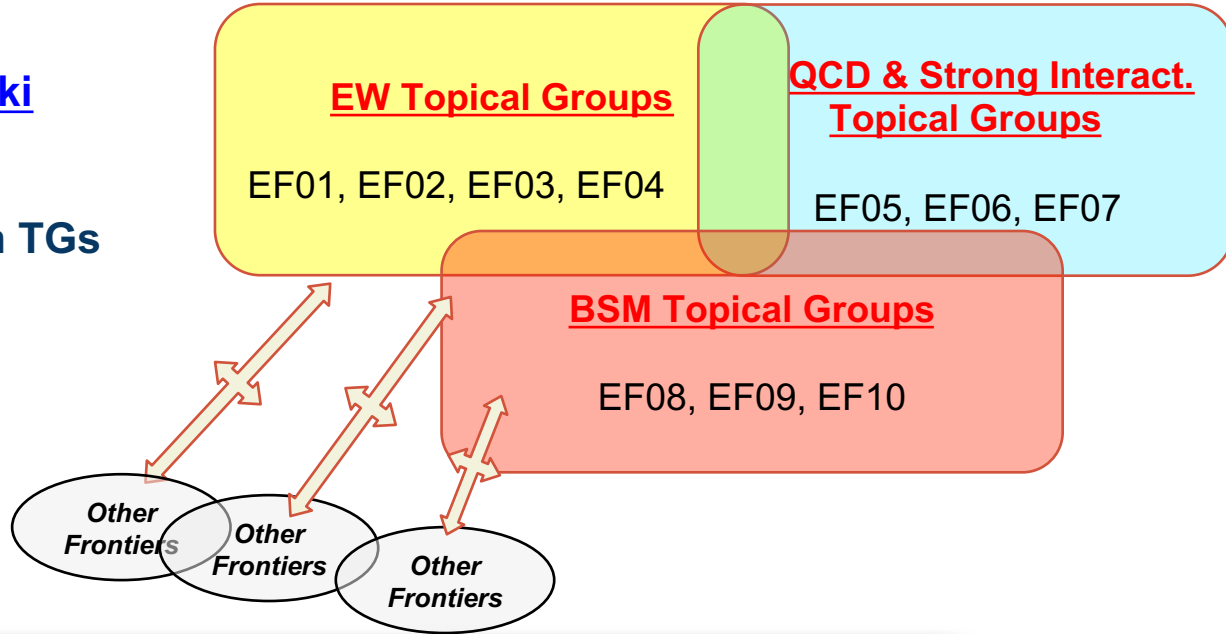 ki
EW Topical Groups
QCD & Strong Interact.
Topical Groups
EF01, EF02, EF03, EF04
EF05, EF06, EF07
TGs
BSM Topical Groups
EF08, EF09, EF10
Other
Frontiers
Other
Frontiers
Other
Frontiers